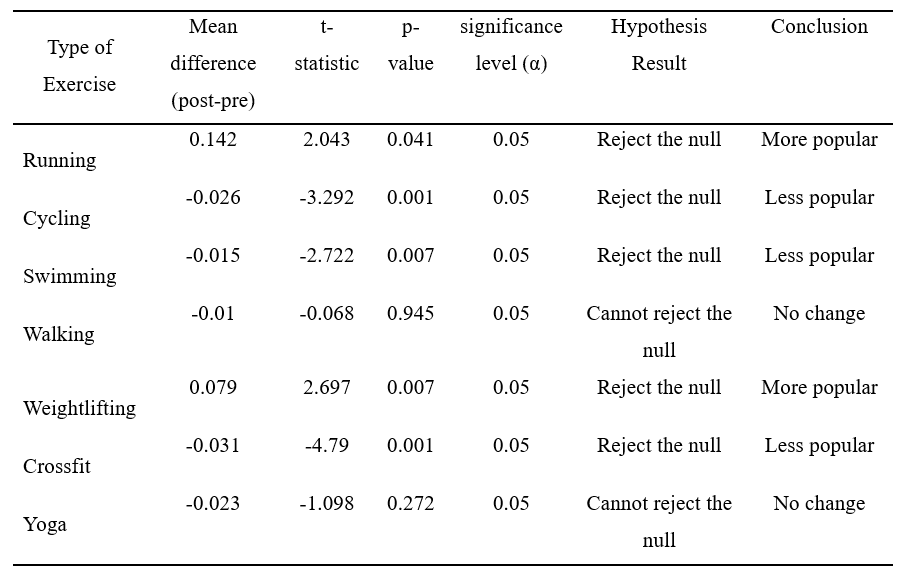 Type of Exercise Mean difference (post-pre) t-statistic p-value significance level (α) Hypothesis Result Conclusion
Running 0.142 2.043 0.041 0.05 Reject the null More popular
Cycling -0.026 -3.292 0.001 0.05 Reject the null Less popular
Swimming -0.015 -2.722 0.007 0.05 Reject the null Less popular
Walking -0.01 -0.068 0.945 0.05 Cannot reject the null No change
Weightlifting 0.079 2.697 0.007 0.05 Reject the null More popular
Crossfit -0.031 -4.79 0.001 0.05 Reject the null Less popular
Yoga -0.023 -1.098 0.272 0.05 Cannot reject the null No change